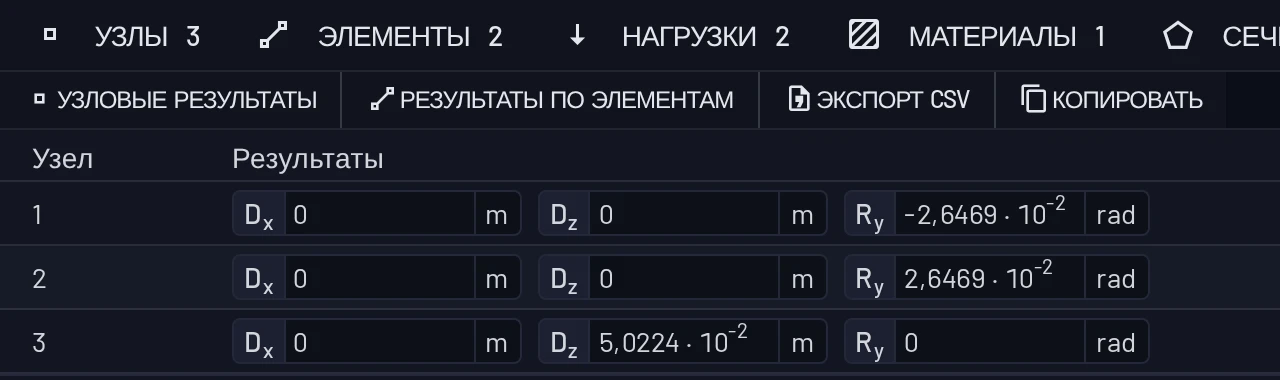 УЗЛЫ 3 ЭЛЕМЕНТЫ 2 НАГРУЗКИ 2 МАТЕРИАЛЫ 1 СЕЧ
УЗЛОВЫЕ РЕЗУЛЬТАТЫ РЕЗУЛЬТАТЫ ПО ЭЛЕМЕНТАМ ЭКСПОРТ CSV КОПИРОВАТЬ
Узел Результаты
1 Dx 0 m Dz 0 m Ry -2,6469 · 10^-2 rad
2 Dx 0 m Dz 0 m Ry 2,6469 · 10^-2 rad
3 Dx 0 m Dz 5,0224 · 10^-2 m Ry 0 rad